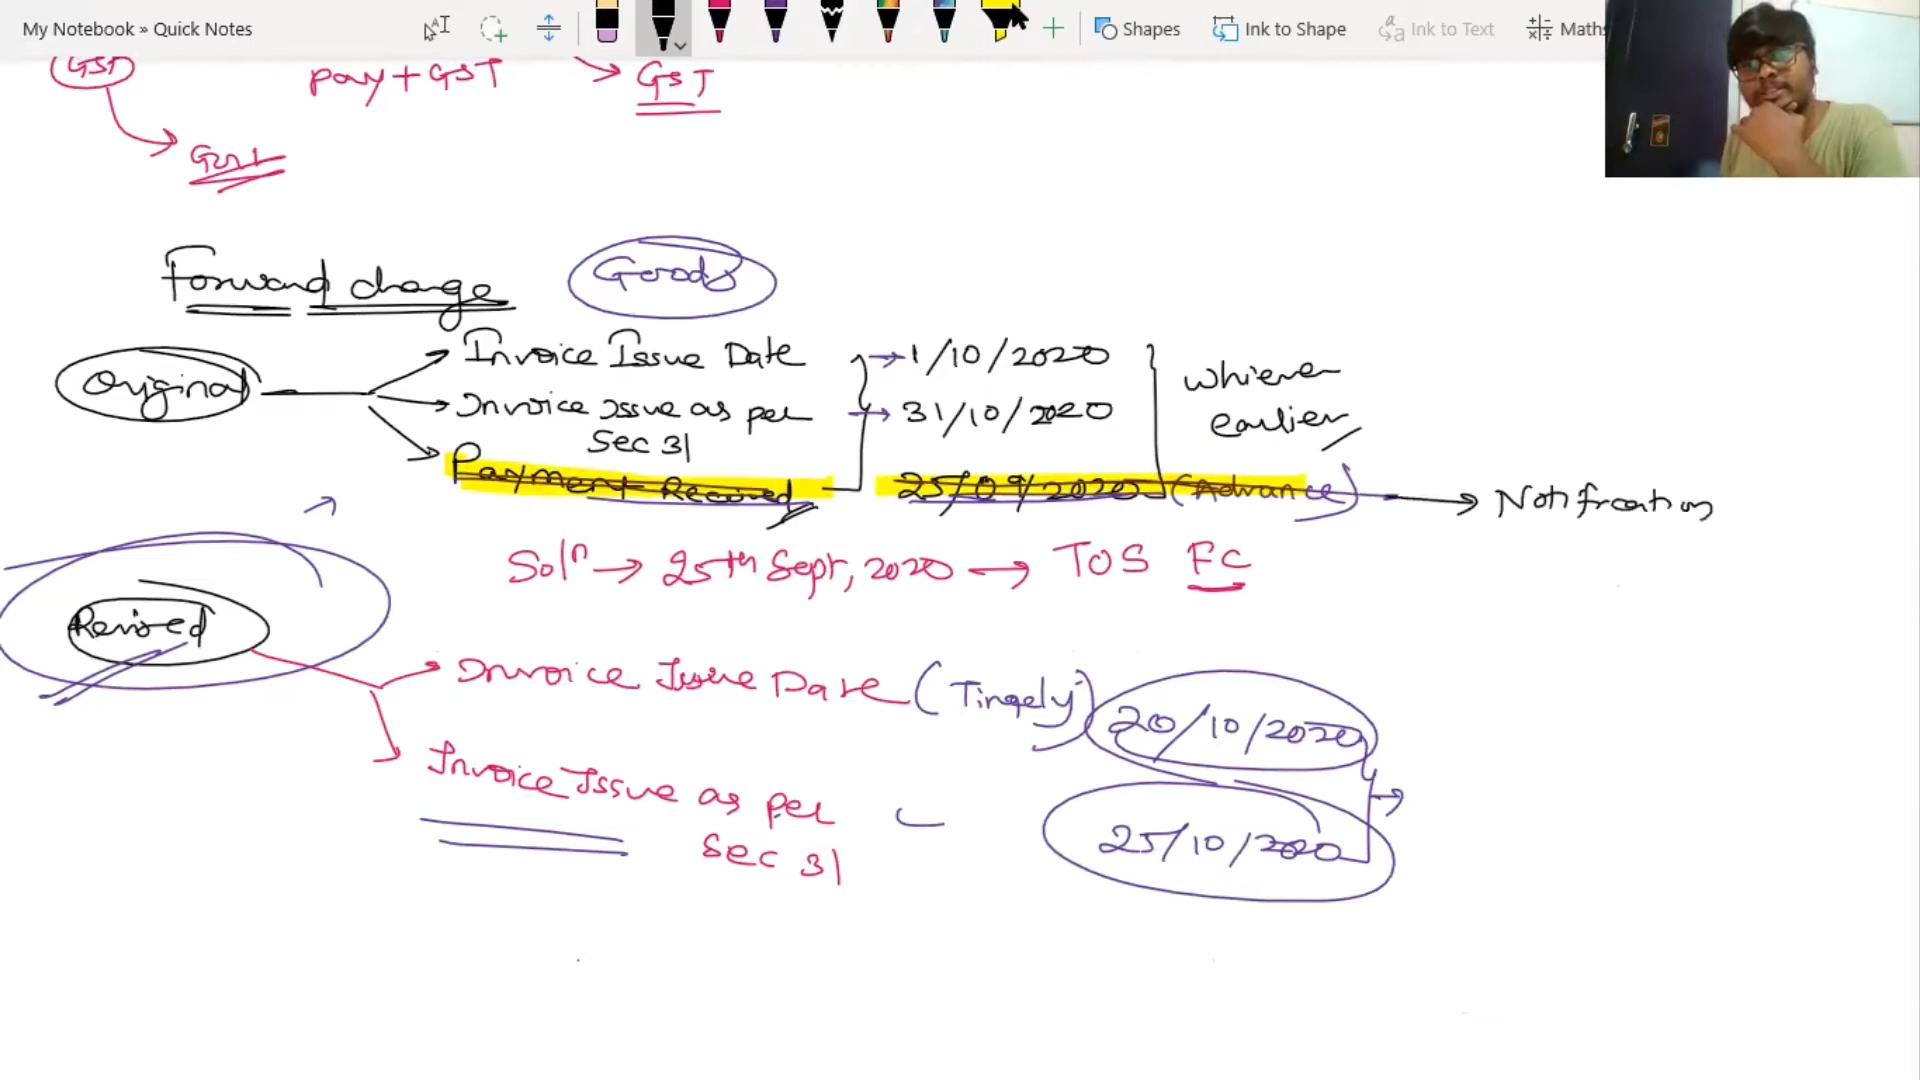 My Notebook » Quick Notes
Shapes
Ink to Shape
Ink to Text
Maths
GST
pay + GST
GST
GST
Forward charge
Goods
Original
Invoice Issue Date
1/10/2020
whiever
Invoice Issue as per
31/10/2020
earlier
Sec 31
Payment Received
25/09/2020 (Advance)
Notification
Solⁿ → 25th Sept, 2020 → TOS FC
Revised
Invoice Issue Date (Timely)
20/10/2020
Invoice Issue as per
Sec 31
25/10/2020